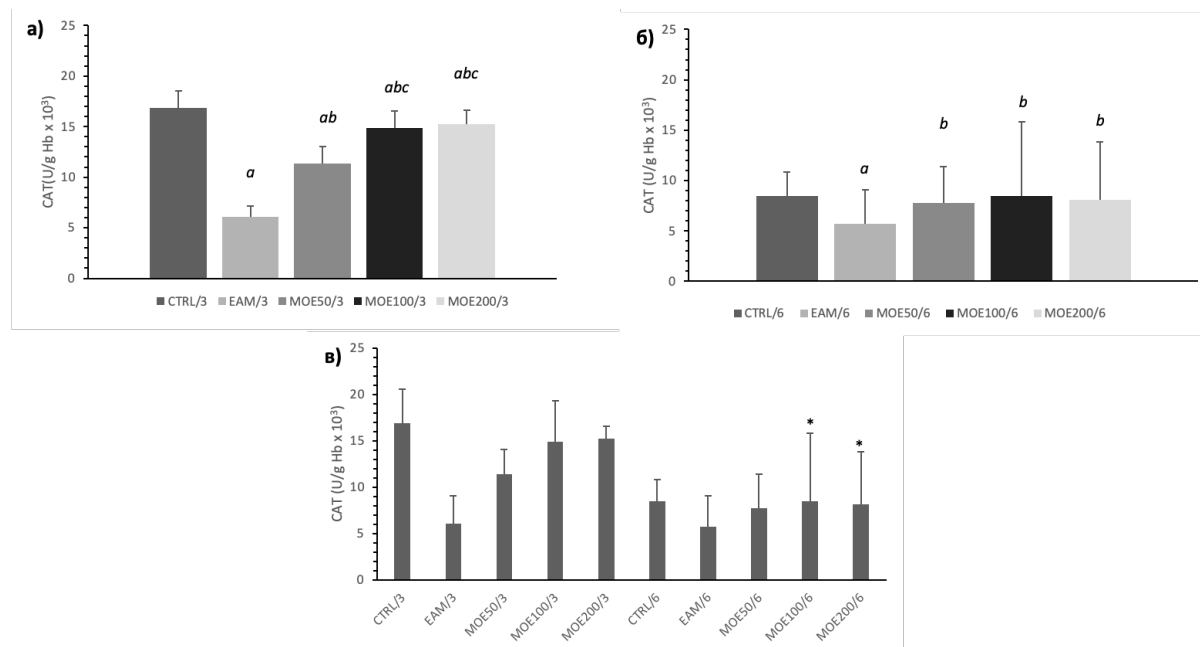 а)
25
20
15
10
5
0
CAT(U/g Hb x 10³)
a
ab
abc
abc
CTRL/3 EAM/3 MOE50/3 MOE100/3 MOE200/3
б)
25
20
15
10
5
0
CAT (U/g Hb x 10³)
a
b
b
b
CTRL/6 EAM/6 MOE50/6 MOE100/6 MOE200/6
в)
25
20
15
10
5
0
CAT (U/g Hb x 10³)
*
*
CTRL/3
EAM/3
MOE50/3
MOE100/3
MOE200/3
CTRL/6
EAM/6
MOE50/6
MOE100/6
MOE200/6